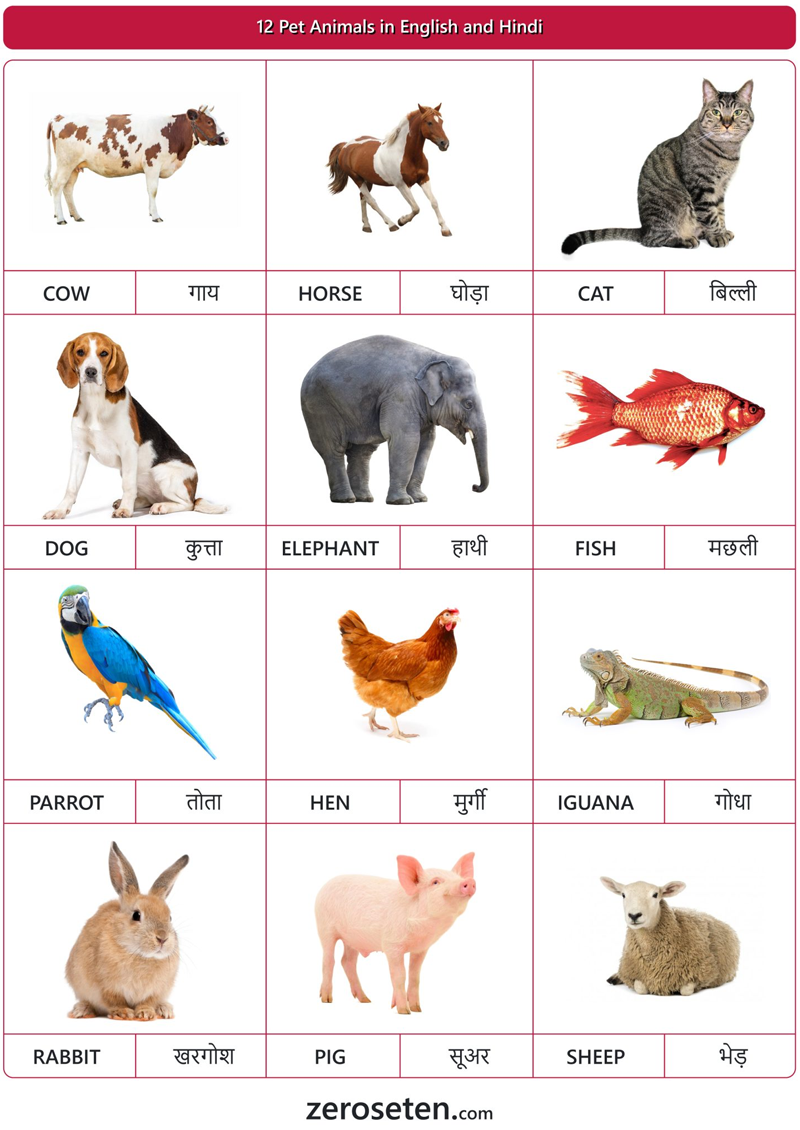 12 Pet Animals in English and Hindi
COW गाय HORSE घोड़ा CAT बिल्ली
DOG कुत्ता ELEPHANT हाथी FISH मछली
PARROT तोता HEN मुर्गी IGUANA गोधा
RABBIT खरगोश PIG सूअर SHEEP भेड़
zeroseten.com